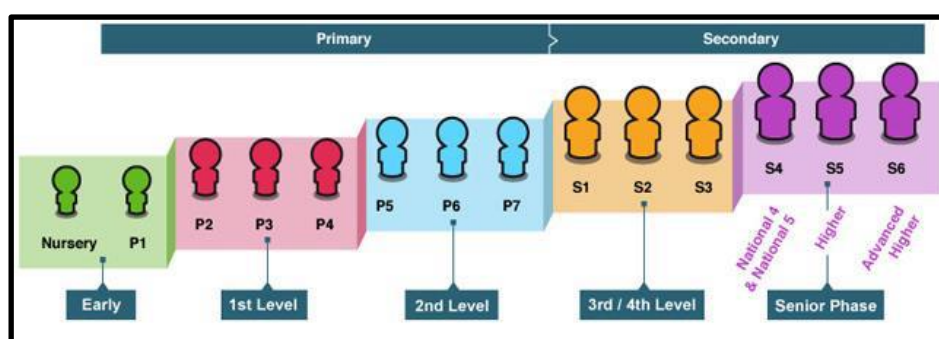 Primary
Secondary
Nursery
P1
P2
P3
P4
P5
P6
P7
S1
S2
S3
S4
S5
S6
National 4
& National 5
Higher
Advanced
Higher
Early
1st Level
2nd Level
3rd / 4th Level
Senior Phase